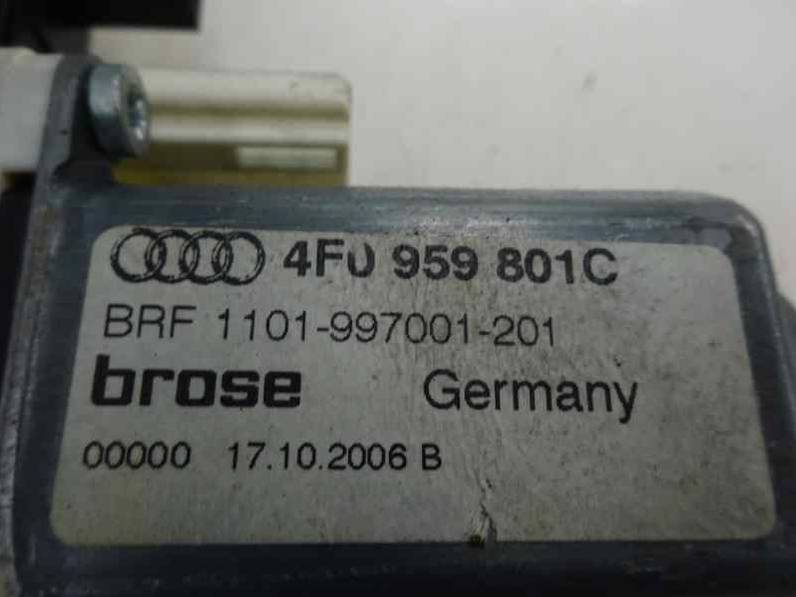 4F0 959 801C
BRF 1101-997001-201
brose Germany
00000 17.10.2006 B